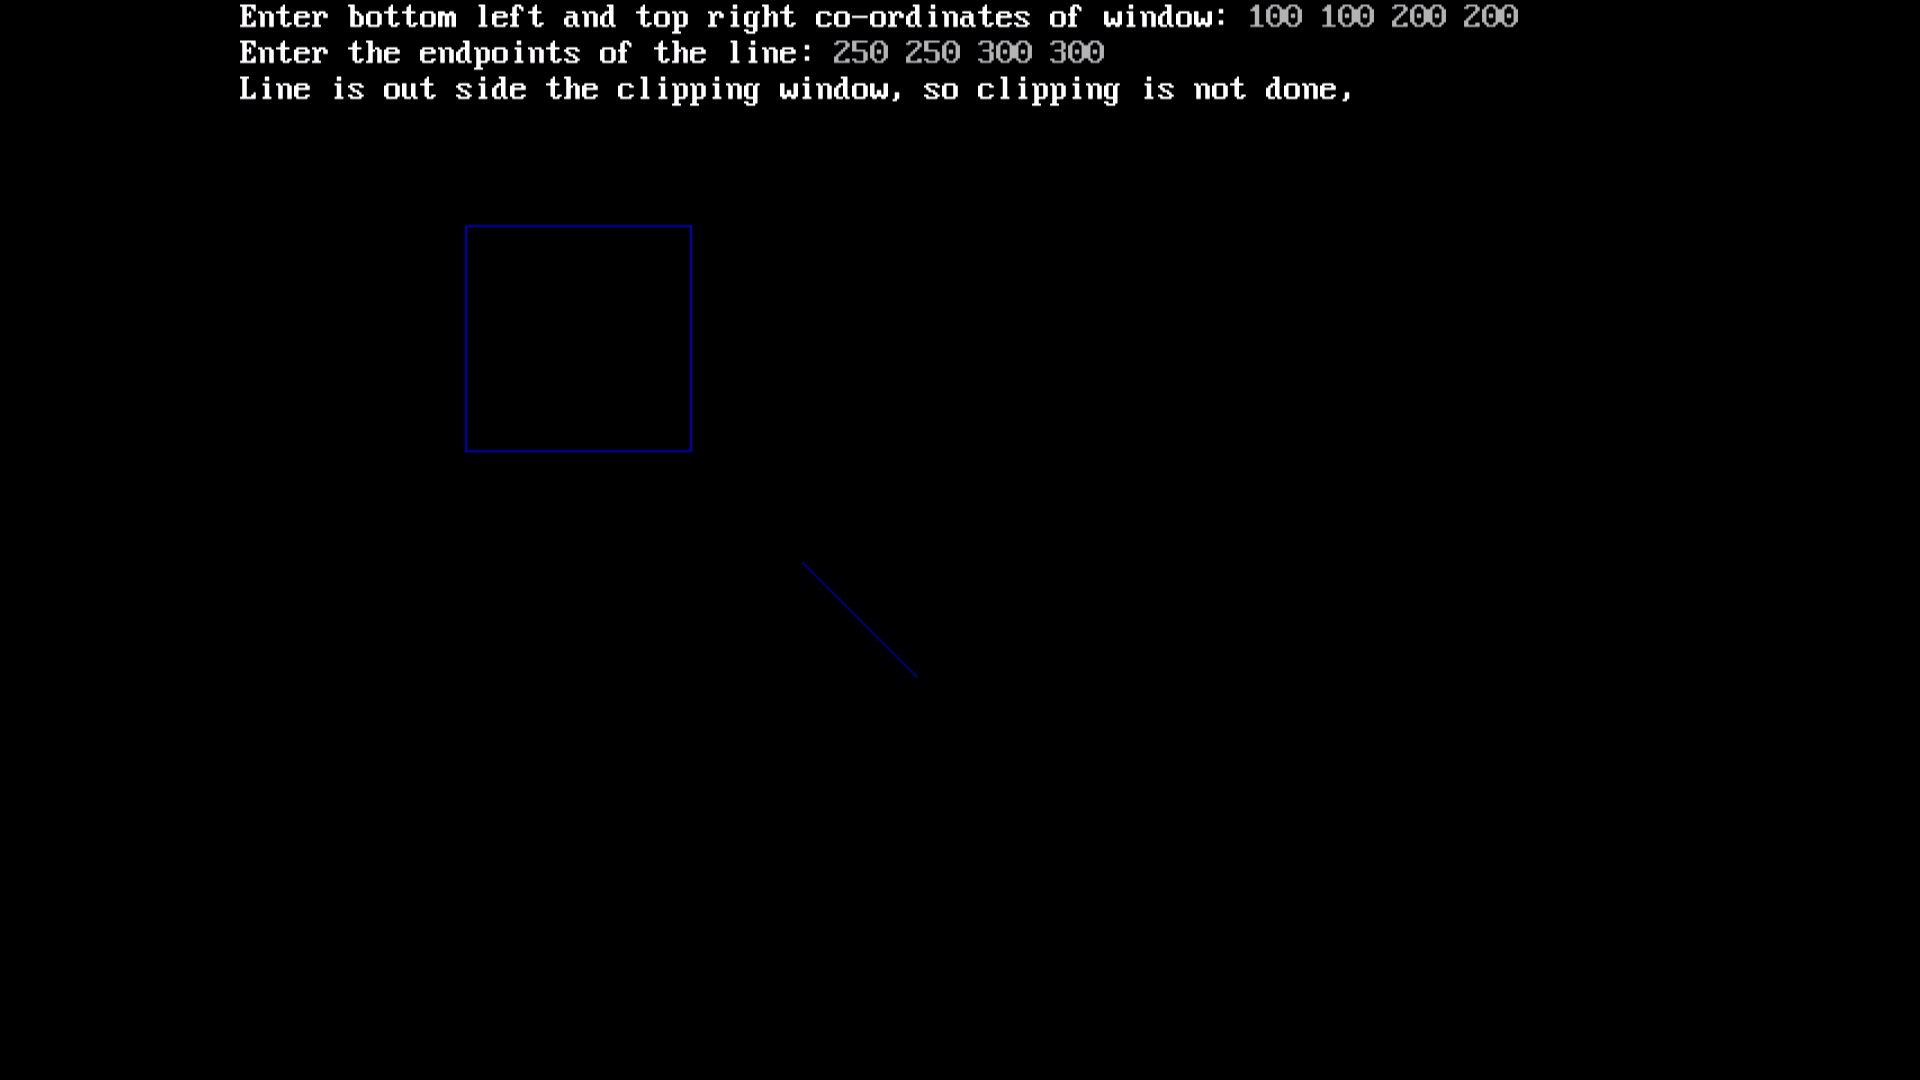 Enter bottom left and top right co-ordinates of window: 100 100 200 200
Enter the endpoints of the line: 250 250 300 300
Line is out side the clipping window, so clipping is not done,